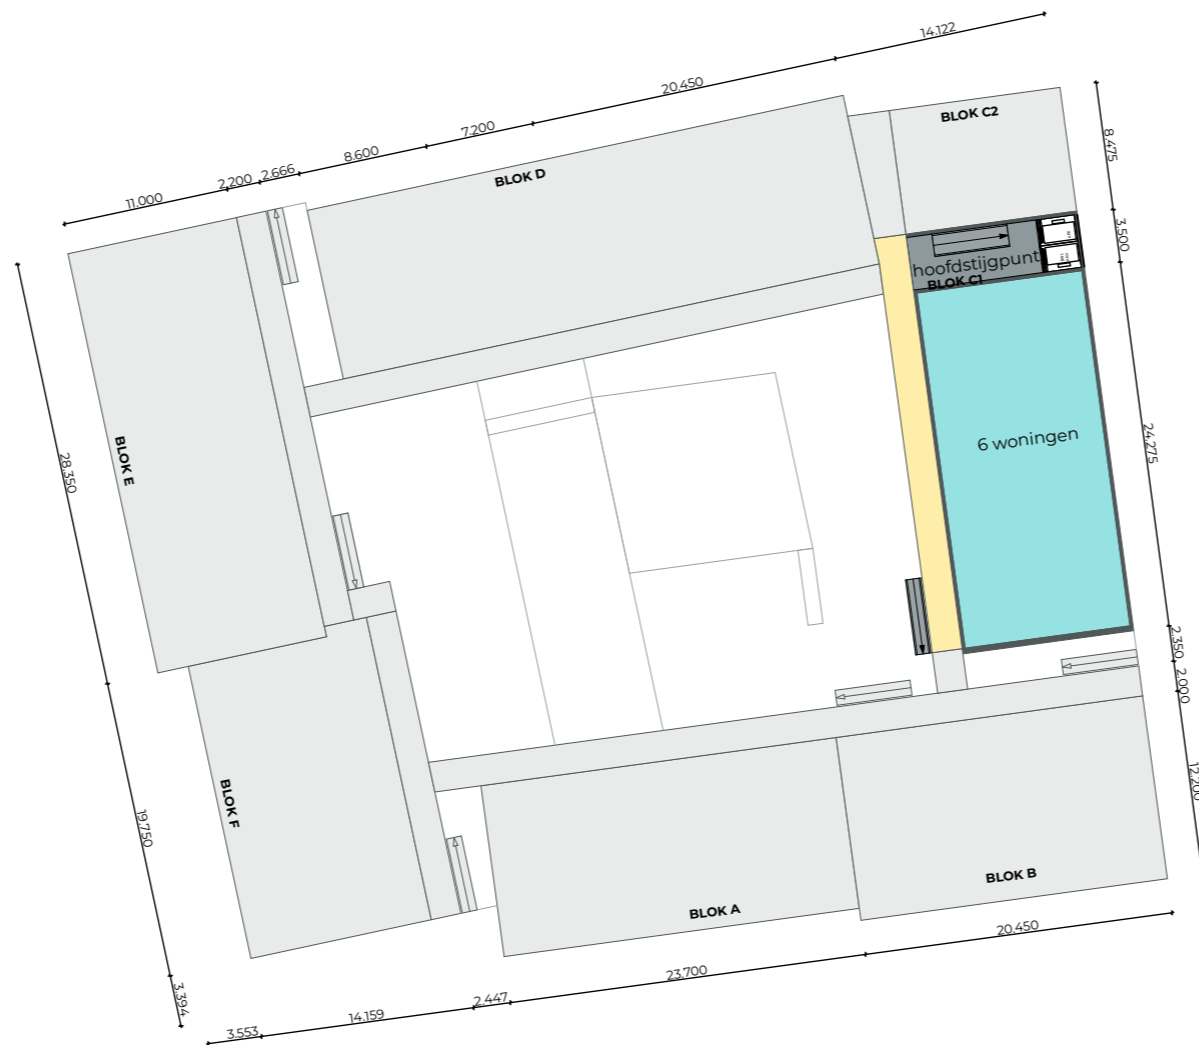 14.122
20.450
7.200
8.600
2.666
2.200
11.000
BLOK C2
8.475
BLOK D
3.500
hoofdstijgpunt
BLOK C1
6 woningen
24.275
BLOK E
28.350
2.350
2.000
12.200
BLOK F
19.750
BLOK B
BLOK A
20.450
23.700
2.447
14.159
3.553
3.394